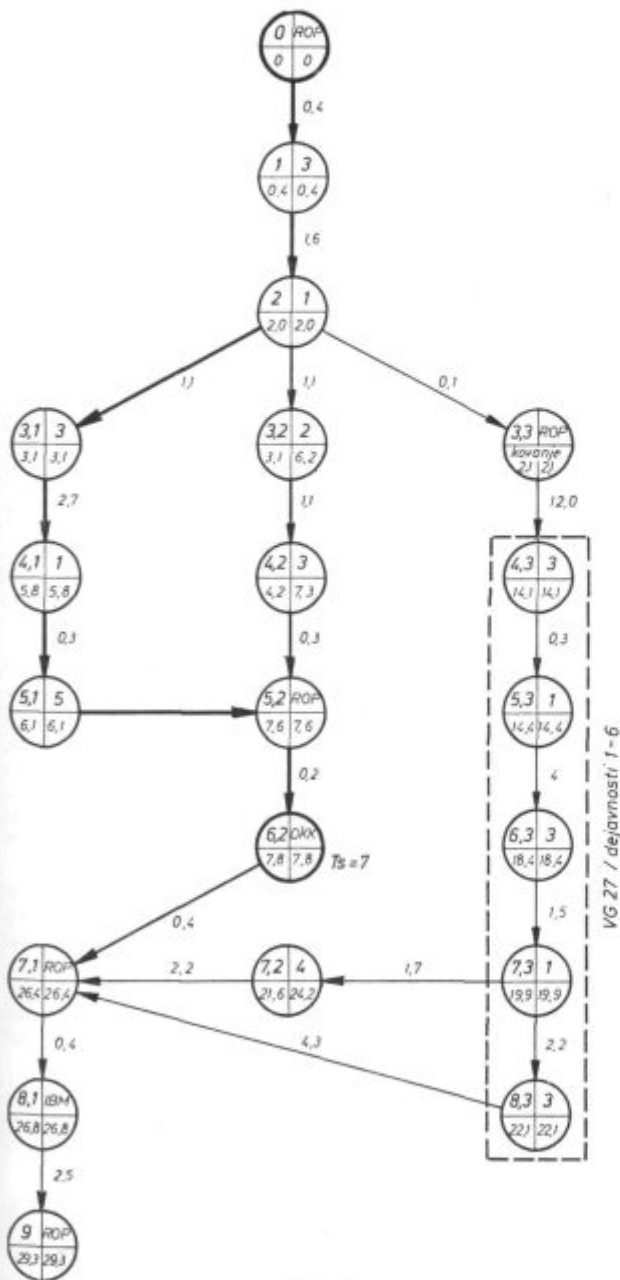 0 ROP
0 0
0,4
1 3
0,4 0,4
1,6
2 1
2,0 2,0
1,1 1,1 0,1
3,1 3
3,1 3,1
3,2 2
3,1 6,2
3,3 ROP
kovanje
2,1 2,1
2,7 1,1 12,0
4,1 1
5,8 5,8
4,2 3
4,2 7,3
4,3 3
14,1 14,1
0,3 0,3 0,3
5,1 5
6,1 6,1
5,2 ROP
7,6 7,6
5,3 1
14,4 14,4
0,2 4
6,2 OKK
7,8 7,8
Ts = 7
6,3 3
18,4 18,4
VG 27 / dejavnosti 1-6
0,4 1,5
7,1 ROP
26,4 26,4
2,2
7,2 4
21,6 24,2
1,7
7,3 1
19,9 19,9
0,4 4,3 2,2
8,1 IBM
26,8 26,8
8,3 3
22,1 22,1
2,5
9 ROP
29,3 29,3